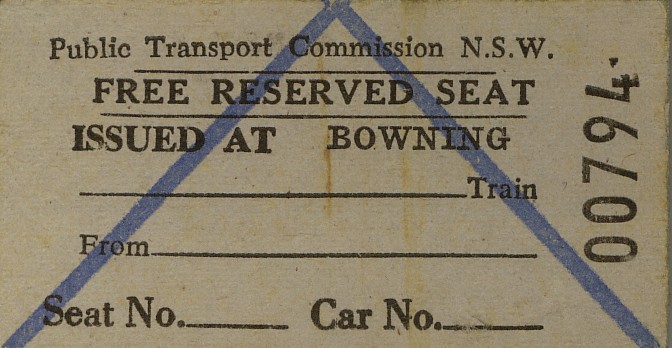 Public Transport Commission N.S.W.
FREE RESERVED SEAT
ISSUED AT BOWNING
Train
From
Seat No. Car No.
00794